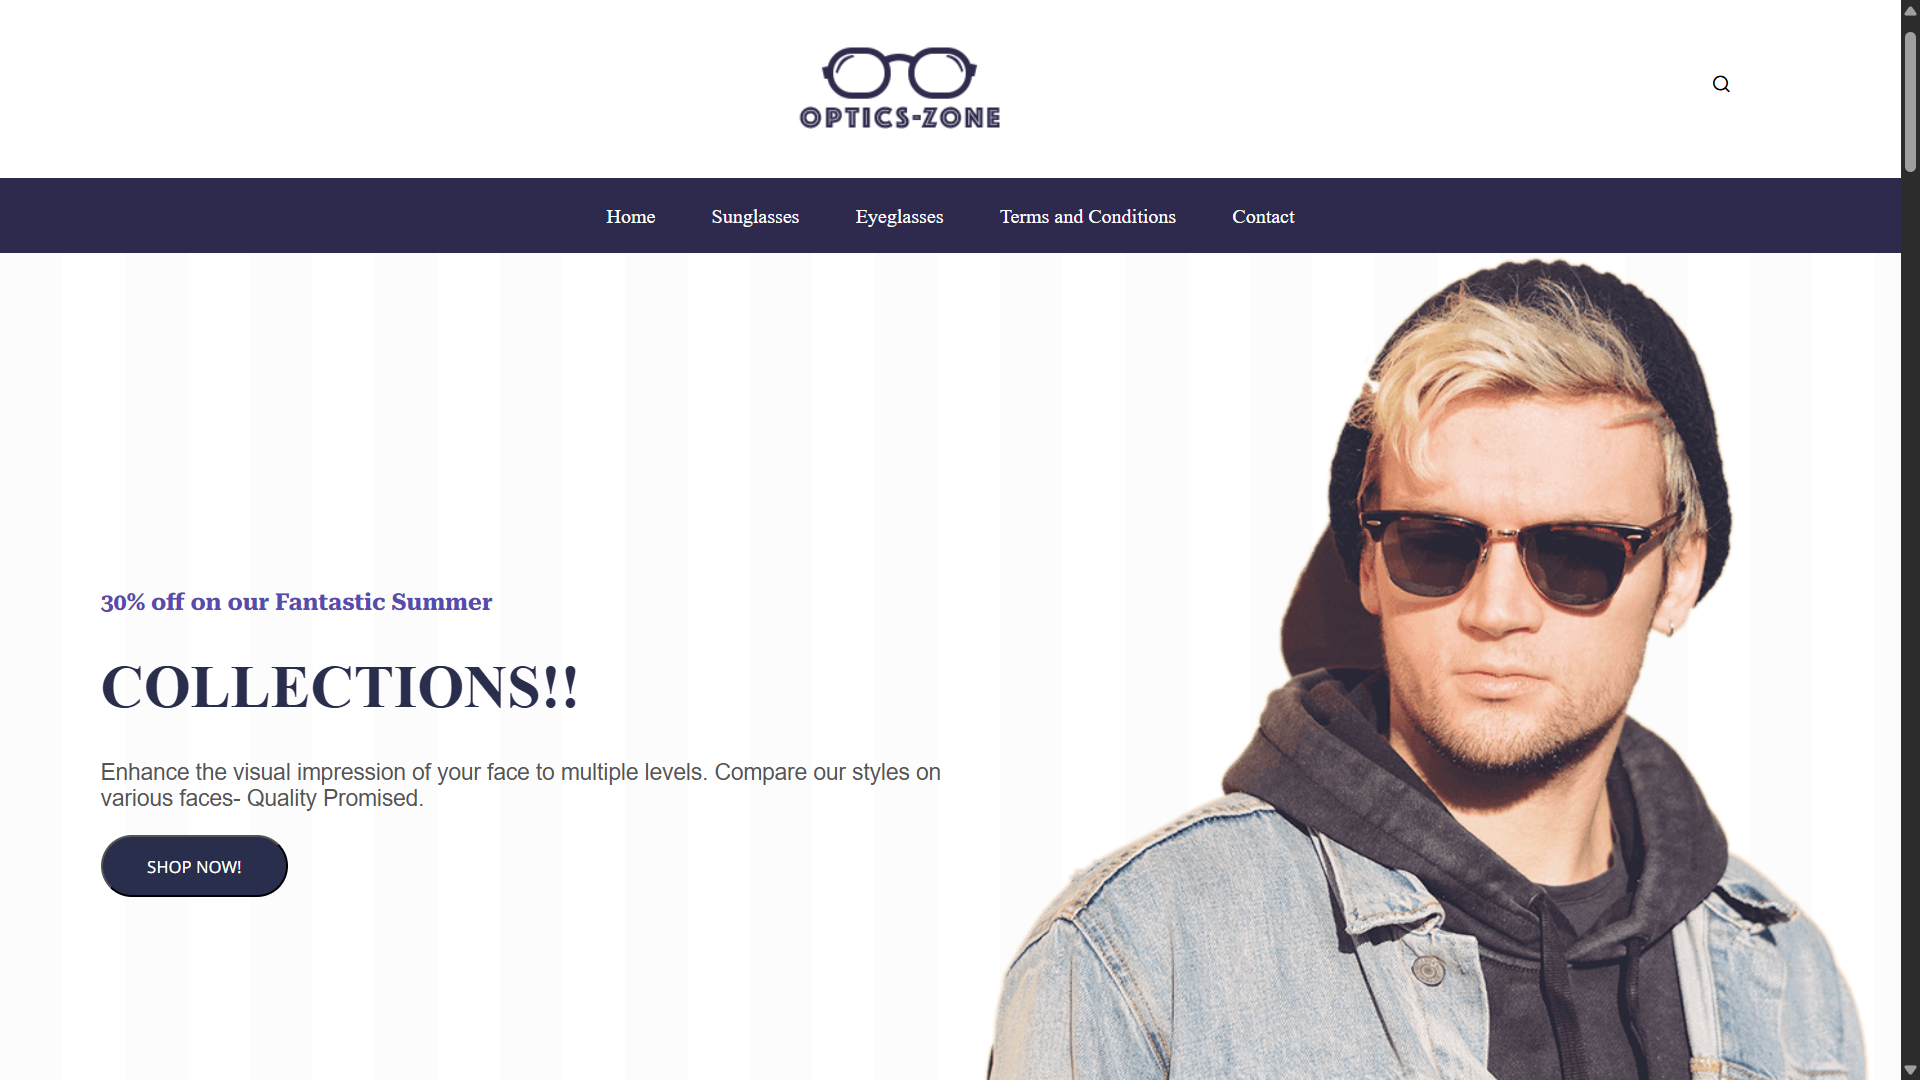 OPTICS-ZONE
Home
Sunglasses
Eyeglasses
Terms and Conditions
Contact
30% off on our Fantastic Summer
COLLECTIONS!!
Enhance the visual impression of your face to multiple levels. Compare our styles on
various faces- Quality Promised.
SHOP NOW!